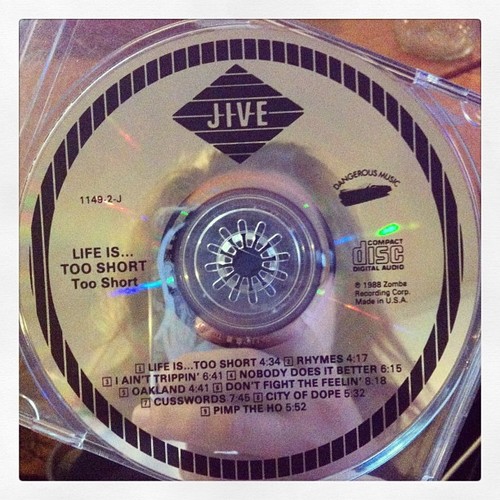 JIVE
DANGEROUS MUSIC
1149-2-J
LIFE IS...
TOO SHORT
Too Short
COMPACT
disc
DIGITAL AUDIO
℗ 1988 Zomba
Recording Corp.
Made in U.S.A.
1 LIFE IS...TOO SHORT 4:34 2 RHYMES 4:17
3 I AIN'T TRIPPIN' 6:41 4 NOBODY DOES IT BETTER 6:15
5 OAKLAND 4:41 6 DON'T FIGHT THE FEELIN' 8:18
7 CUSSWORDS 7:45 8 CITY OF DOPE 5:32
9 PIMP THE HO 5:52